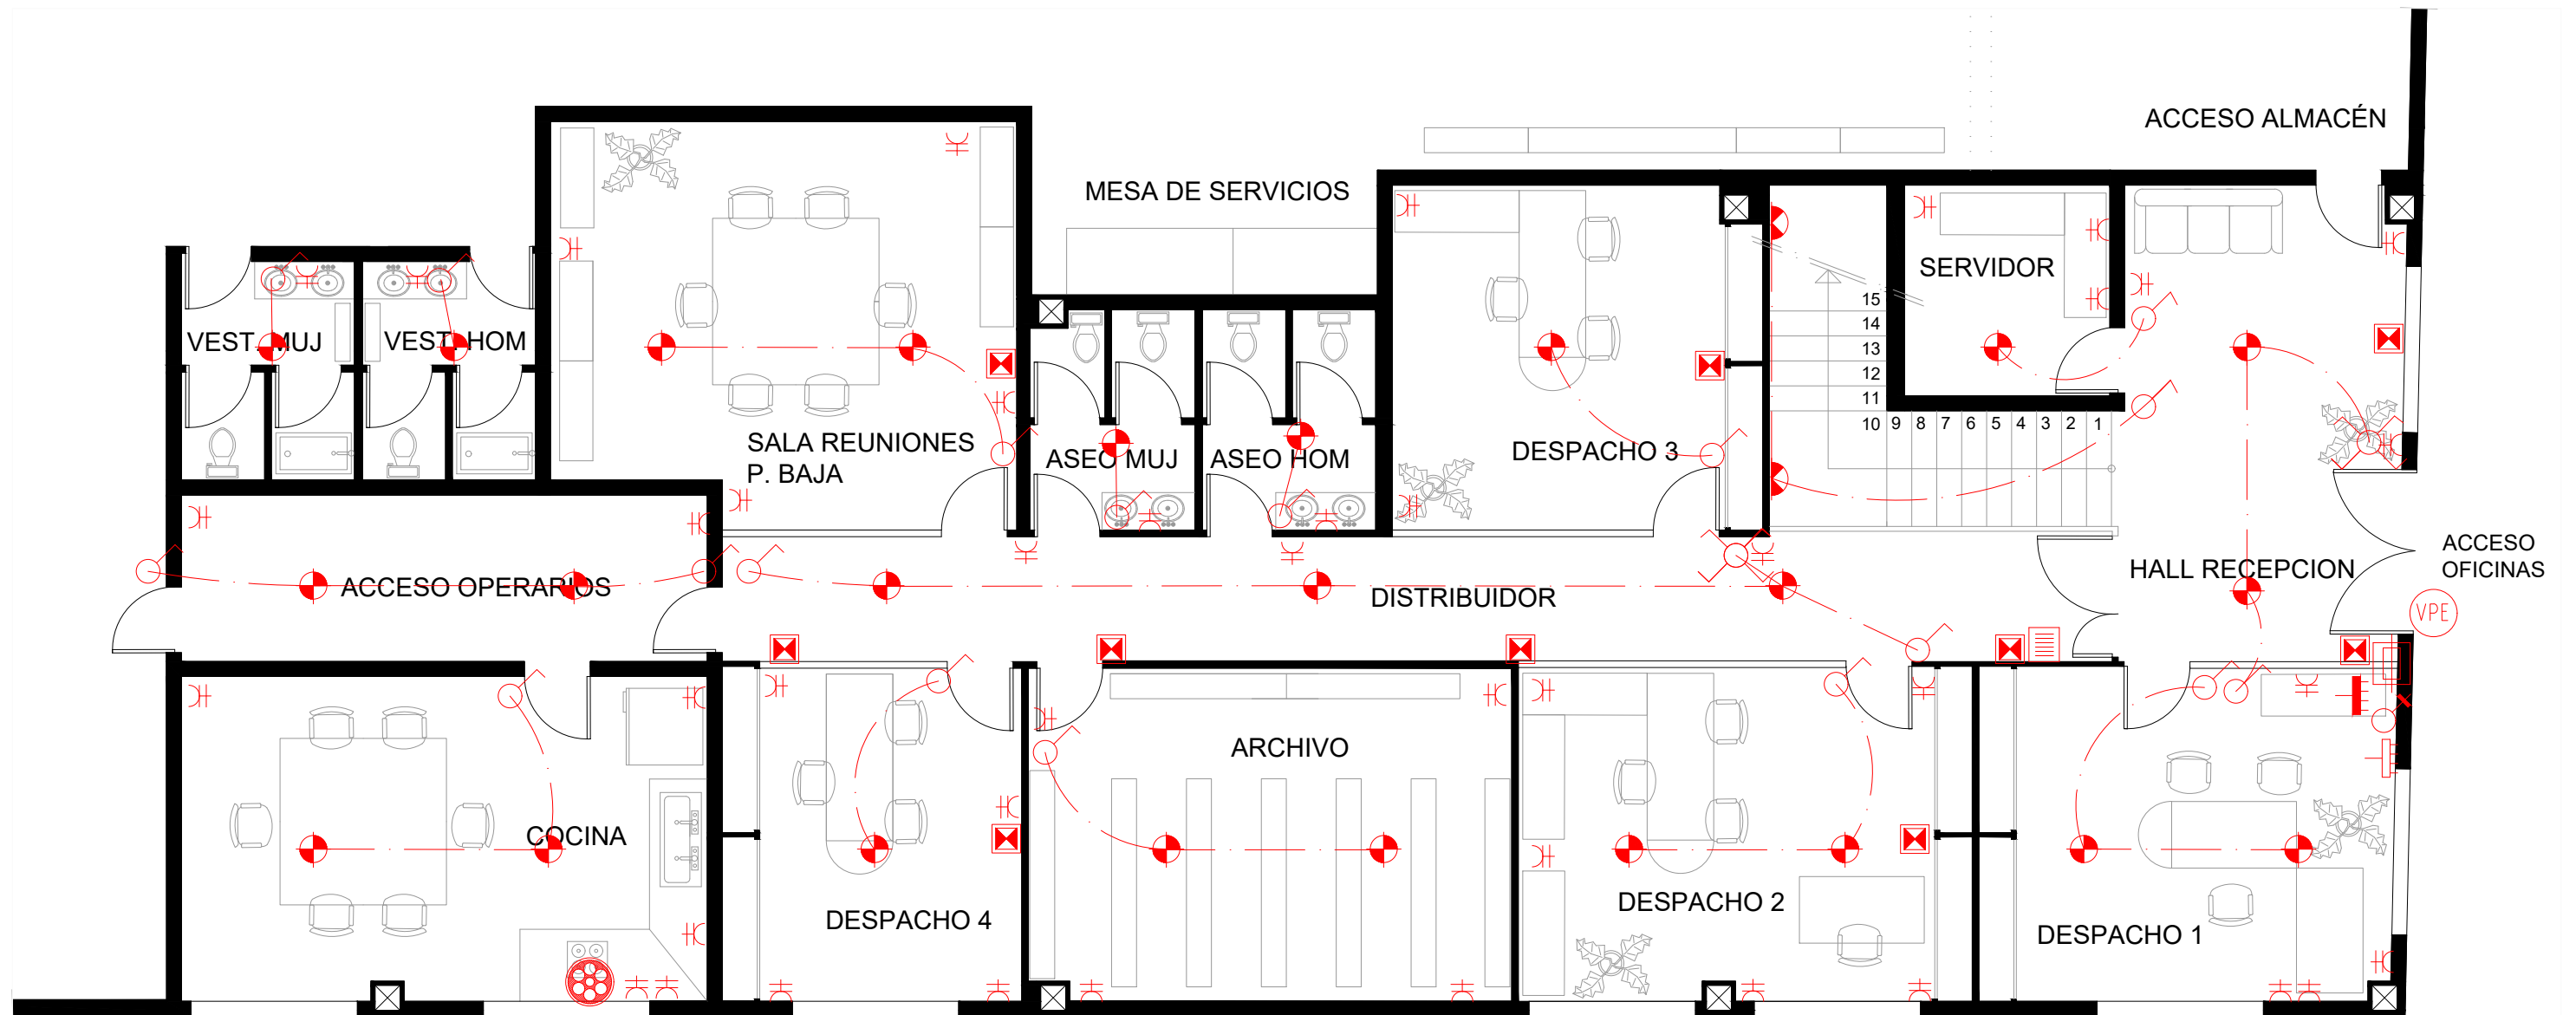 ACCESO ALMACÉN
MESA DE SERVICIOS
SERVIDOR
VEST. MUJ
VEST. HOM
15
14
13
12
11
10 9 8 7 6 5 4 3 2 1
SALA REUNIONES
P. BAJA
ASEO MUJ
ASEO HOM
DESPACHO 3
ACCESO OPERARIOS
DISTRIBUIDOR
HALL RECEPCION
ACCESO
OFICINAS
VPE
ARCHIVO
COCINA
DESPACHO 4
DESPACHO 2
DESPACHO 1